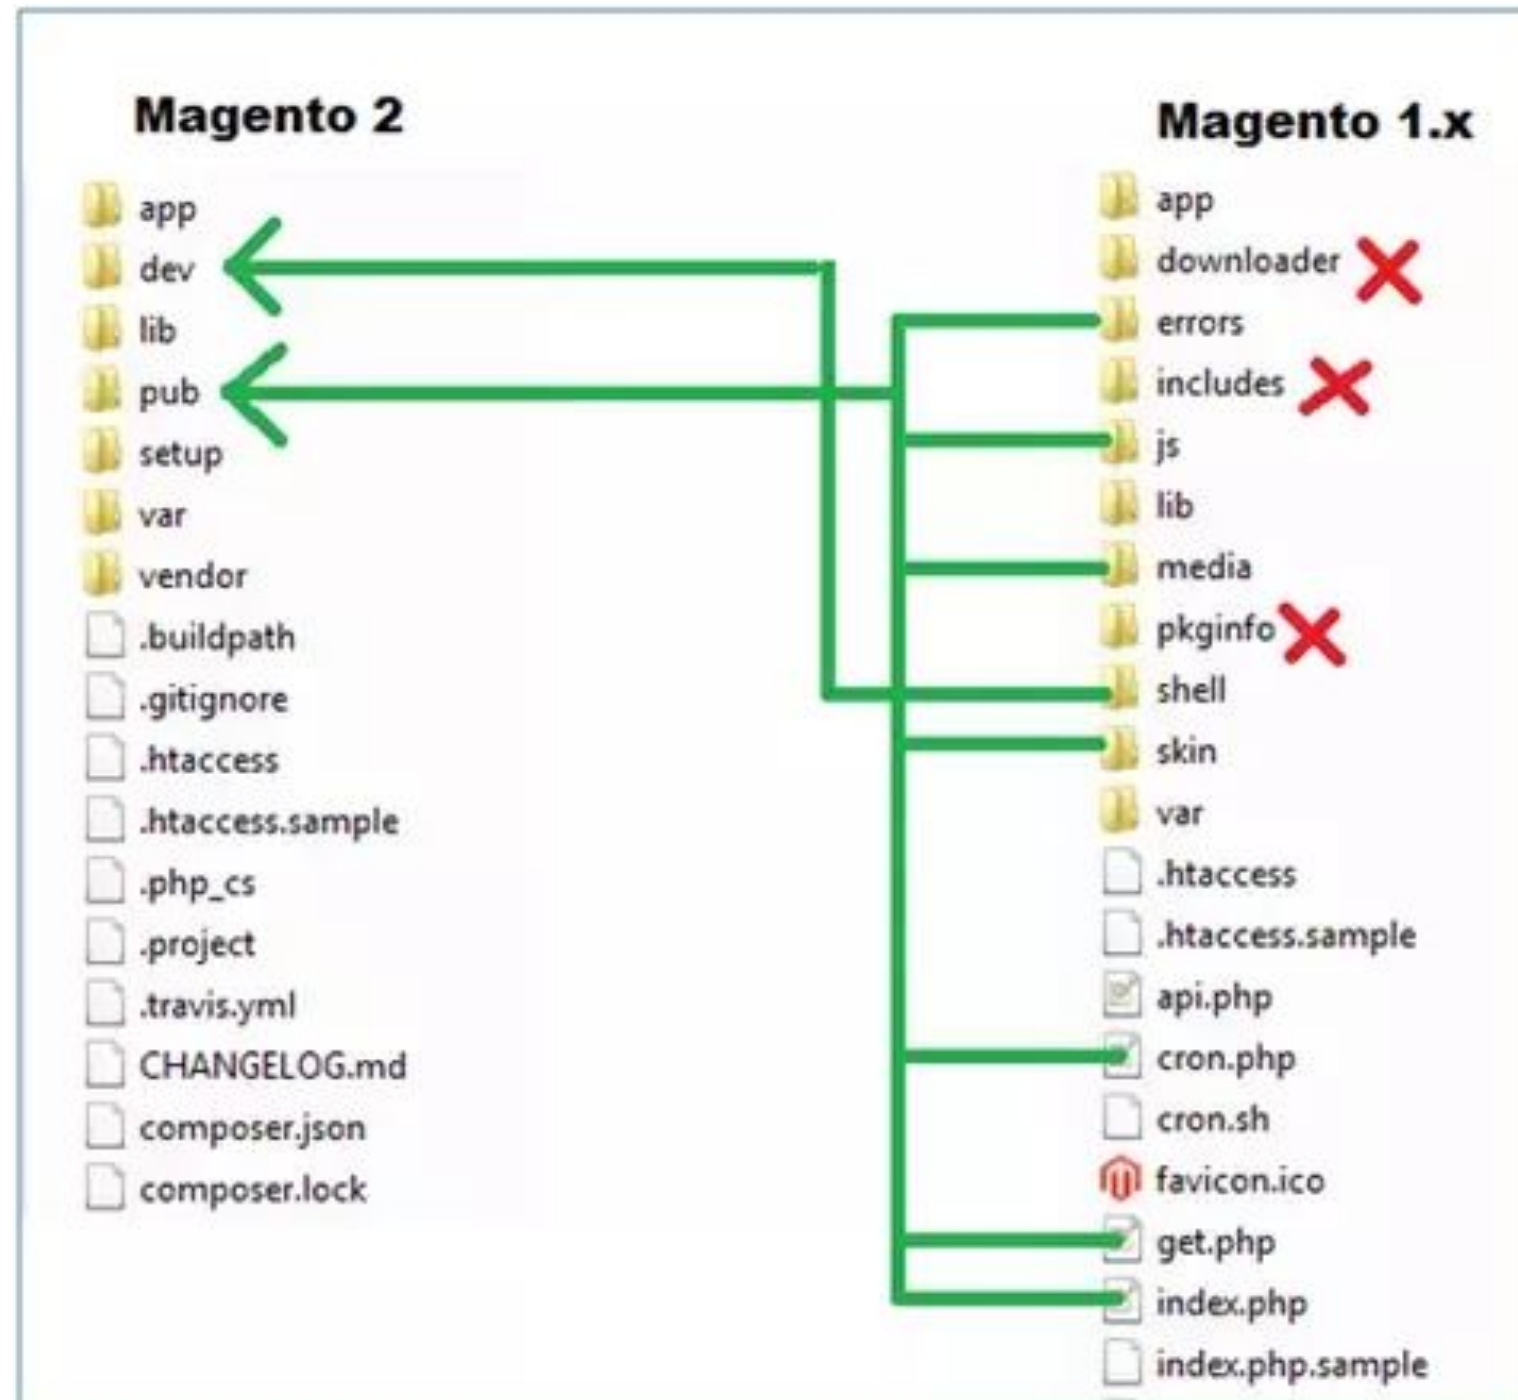 Magento 2
app
dev
lib
pub
setup
var
vendor
.buildpath
.gitignore
.htaccess
.htaccess.sample
.php_cs
.project
.travis.yml
CHANGELOG.md
composer.json
composer.lock
Magento 1.x
app
downloader
errors
includes
js
lib
media
pkginfo
shell
skin
var
.htaccess
.htaccess.sample
api.php
cron.php
cron.sh
favicon.ico
get.php
index.php
index.php.sample